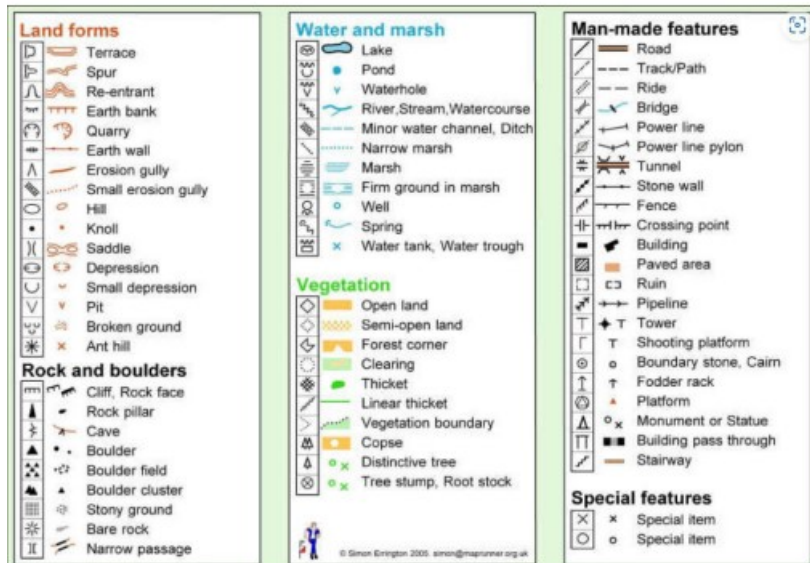 Land forms
Terrace
Spur
Re-entrant
Earth bank
Quarry
Earth wall
Erosion gully
Small erosion gully
Hill
Knoll
Saddle
Depression
Small depression
Pit
Broken ground
Ant hill
Rock and boulders
Cliff, Rock face
Rock pillar
Cave
Boulder
Boulder field
Boulder cluster
Stony ground
Bare rock
Narrow passage
Water and marsh
Lake
Pond
Waterhole
River,Stream,Watercourse
Minor water channel, Ditch
Narrow marsh
Marsh
Firm ground in marsh
Well
Spring
Water tank, Water trough
Vegetation
Open land
Semi-open land
Forest corner
Clearing
Thicket
Linear thicket
Vegetation boundary
Copse
Distinctive tree
Tree stump, Root stock
© Simon Errington 2005 simon@maprunner.org.uk
Man-made features
Road
Track/Path
Ride
Bridge
Power line
Power line pylon
Tunnel
Stone wall
Fence
Crossing point
Building
Paved area
Ruin
Pipeline
Tower
Shooting platform
Boundary stone, Cairn
Fodder rack
Platform
Monument or Statue
Building pass through
Stairway
Special features
Special item
Special item